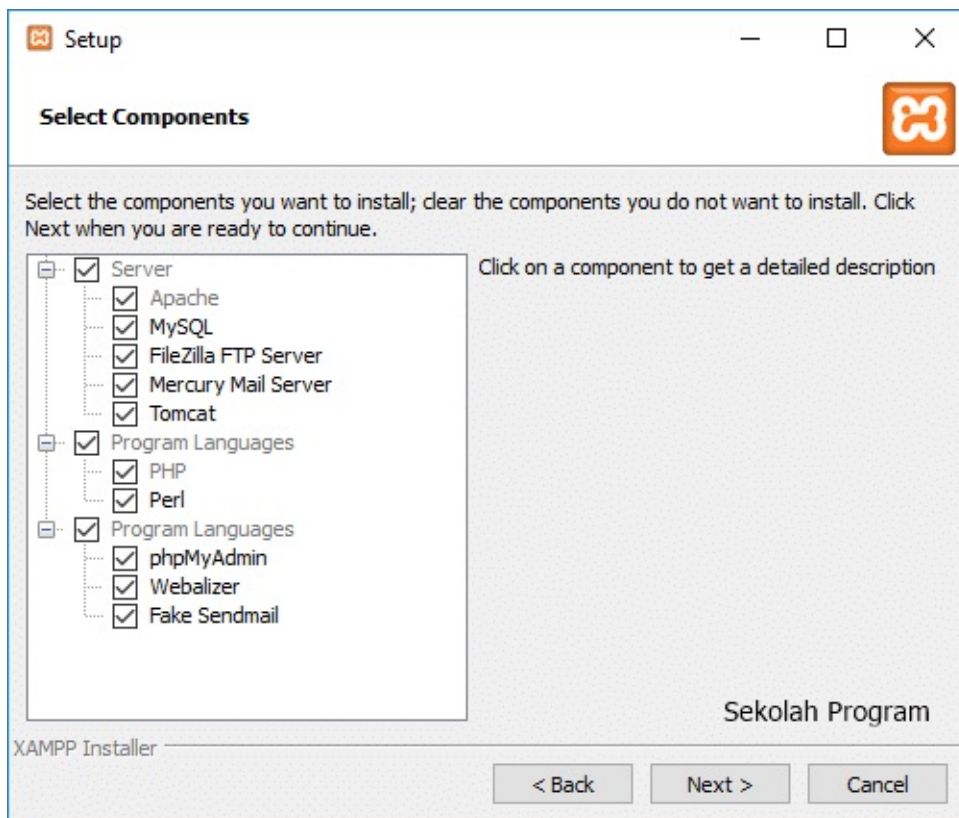 Setup
Select Components
Select the components you want to install; clear the components you do not want to install. Click
Next when you are ready to continue.
Server
Apache
MySQL
FileZilla FTP Server
Mercury Mail Server
Tomcat
Program Languages
PHP
Perl
Program Languages
phpMyAdmin
Webalizer
Fake Sendmail
Click on a component to get a detailed description
Sekolah Program
XAMPP Installer
< Back
Next >
Cancel